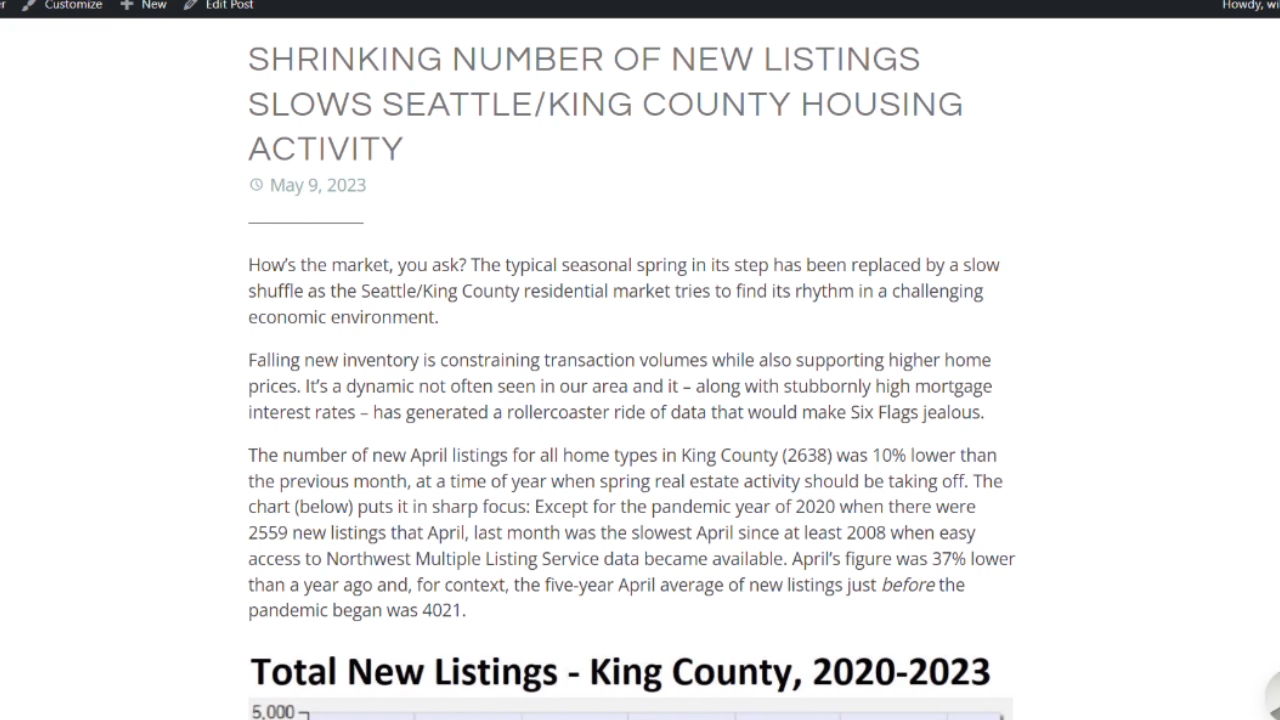 Customize New Edit Post Howdy,
SHRINKING NUMBER OF NEW LISTINGS
SLOWS SEATTLE/KING COUNTY HOUSING
ACTIVITY
May 9, 2023
How's the market, you ask? The typical seasonal spring in its step has been replaced by a slow
shuffle as the Seattle/King County residential market tries to find its rhythm in a challenging
economic environment.
Falling new inventory is constraining transaction volumes while also supporting higher home
prices. It's a dynamic not often seen in our area and it – along with stubbornly high mortgage
interest rates – has generated a rollercoaster ride of data that would make Six Flags jealous.
The number of new April listings for all home types in King County (2638) was 10% lower than
the previous month, at a time of year when spring real estate activity should be taking off. The
chart (below) puts it in sharp focus: Except for the pandemic year of 2020 when there were
2559 new listings that April, last month was the slowest April since at least 2008 when easy
access to Northwest Multiple Listing Service data became available. April's figure was 37% lower
than a year ago and, for context, the five-year April average of new listings just before the
pandemic began was 4021.
Total New Listings - King County, 2020-2023
5,000